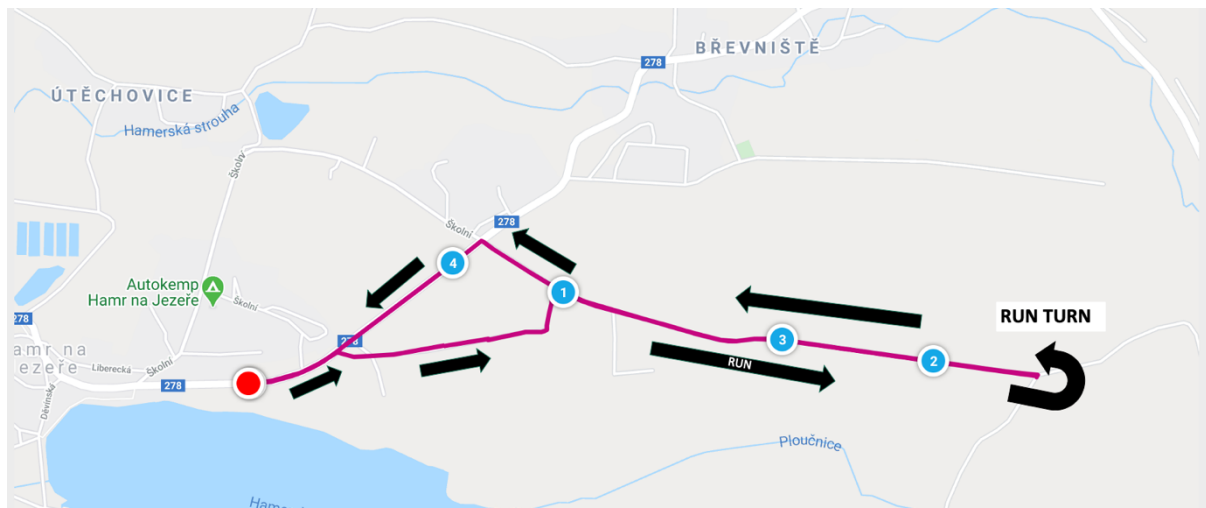 BŘEVNIŠTĚ
278
ÚTĚCHOVICE
Hamerská strouha
Školní
278
Školní
4
Autokemp
Hamr na Jezeře
1
Školní
RUN TURN
278
278
3
RUN
2
amr na
ezeře
Liberecká
Školní
278
Děvínská
Ploučnice